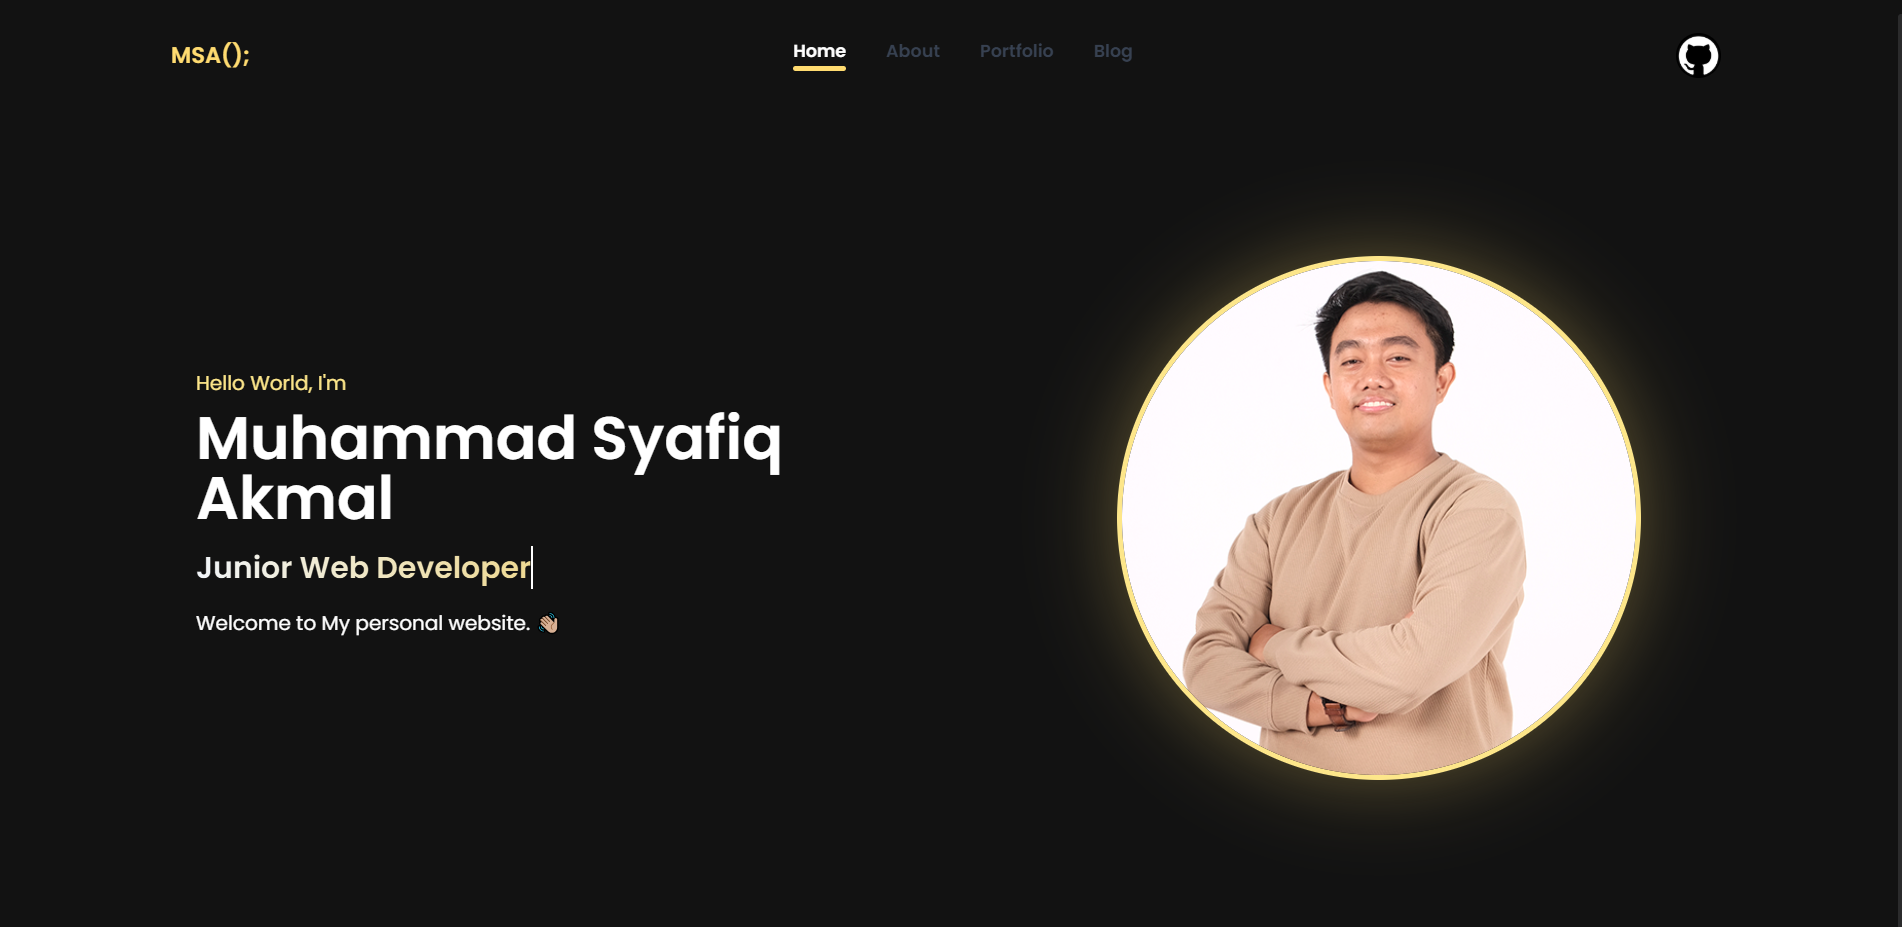 MSA();
Home About Portfolio Blog
Hello World, I'm
Muhammad Syafiq
Akmal
Junior Web Developer
Welcome to My personal website. 👋🏼